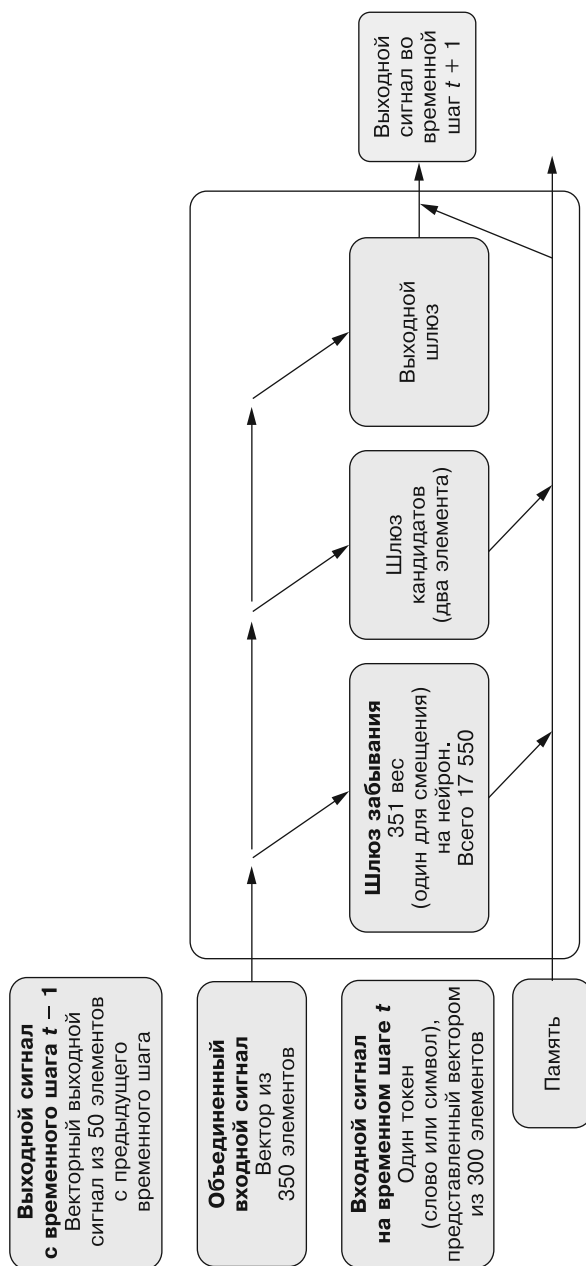 Выходной сигнал
с временного шага t – 1
Векторный выходной
сигнал из 50 элементов
с предыдущего
временного шага
Объединенный
входной сигнал
Вектор из
350 элементов
Входной сигнал
на временном шаге t
Один токен
(слово или символ),
представленный вектором
из 300 элементов
Память
Шлюз забывания
351 вес
(один для смещения)
на нейрон.
Всего 17 550
Шлюз
кандидатов
(два элемента)
Выходной
шлюз
Выходной
сигнал во
временной
шаг t + 1